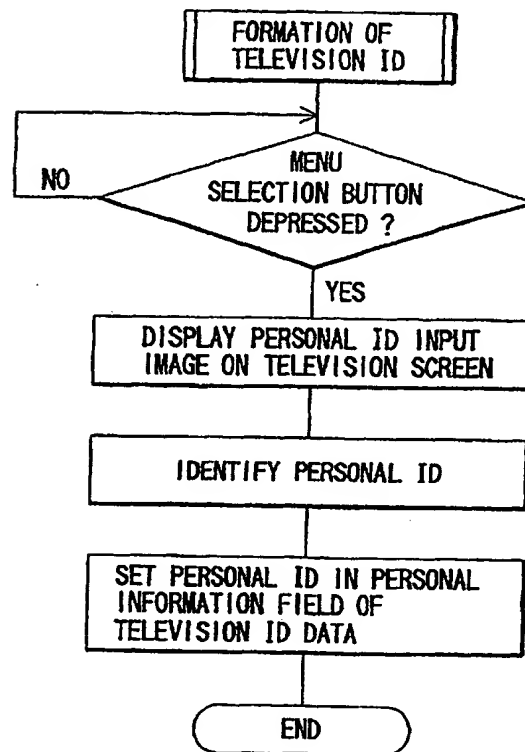 FORMATION OF
TELEVISION ID
MENU
SELECTION BUTTON
DEPRESSED ?
NO
YES
DISPLAY PERSONAL ID INPUT
IMAGE ON TELEVISION SCREEN
IDENTIFY PERSONAL ID
SET PERSONAL ID IN PERSONAL
INFORMATION FIELD OF
TELEVISION ID DATA
END